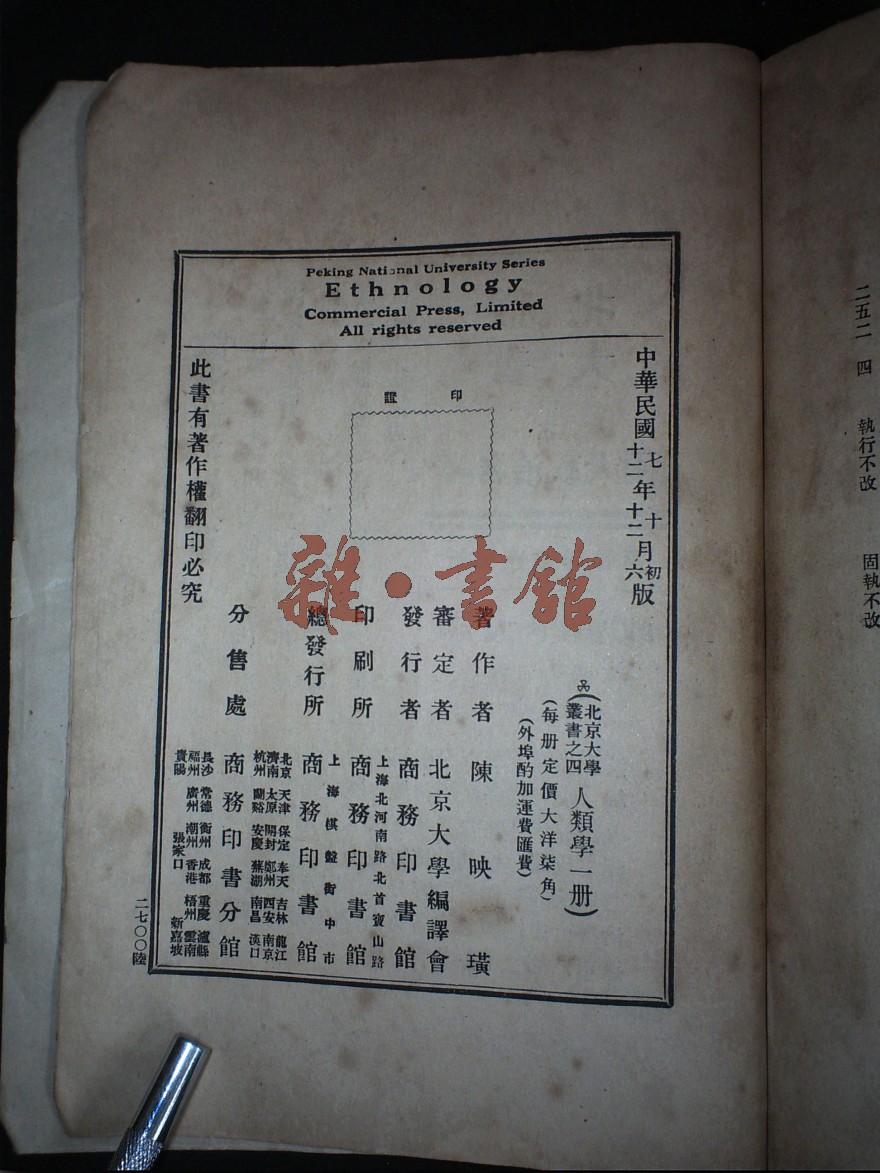 Peking National University Series
Ethnology
Commercial Press, Limited
All rights reserved
中華民國七年十月初版
十二年十二月六版
印證
(北京大學叢書之四)人類學一册)
(每册定價大洋柒角)
(外埠酌加運費匯費)
著作者 陳映璜
審定者 北京大學編譯會
發行者 商務印書館
上海北河南路北首寶山路
印刷所 商務印書館
上海棋盤街中市
總發行所 商務印書館
北京 天津 保定 奉天 吉林 龍江
濟南 太原 開封 鄭州 西安 南京
杭州 蘭谿 安慶 蕪湖 南昌 漢口
分售處 商務印書分館
長沙 常德 衡州 成都 重慶 瀘縣
福州 廣州 潮州 香港 梧州 雲南
貴陽 張家口 新嘉坡
此書有著作權翻印必究
二七〇〇陸
雜·書館
二五二 四 執行不改 固執不改